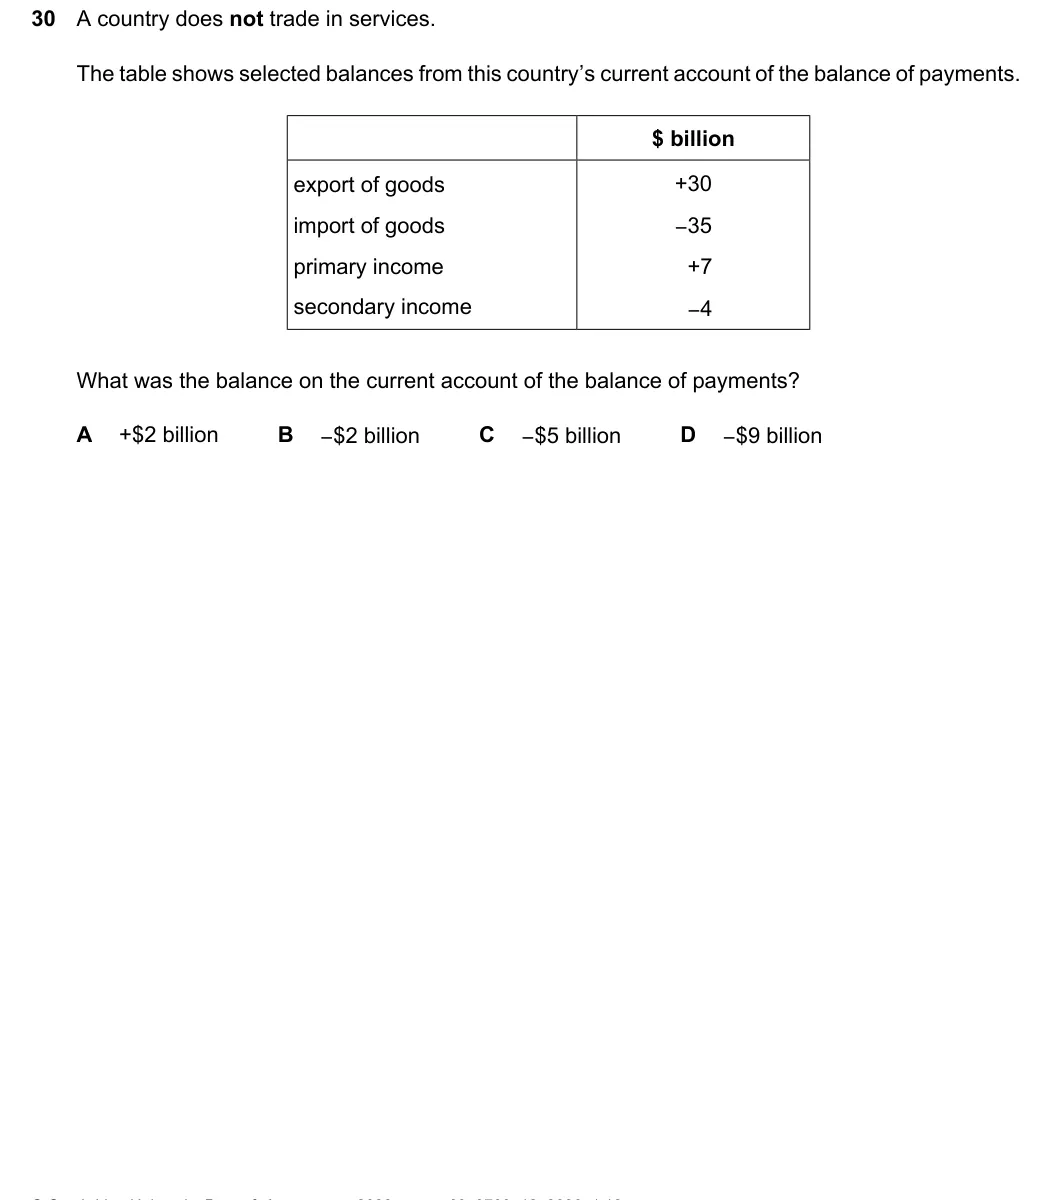 30 A country does not trade in services.
The table shows selected balances from this country's current account of the balance of payments.
$ billion
export of goods +30
import of goods –35
primary income +7
secondary income –4
What was the balance on the current account of the balance of payments?
A +$2 billion B –$2 billion C –$5 billion D –$9 billion